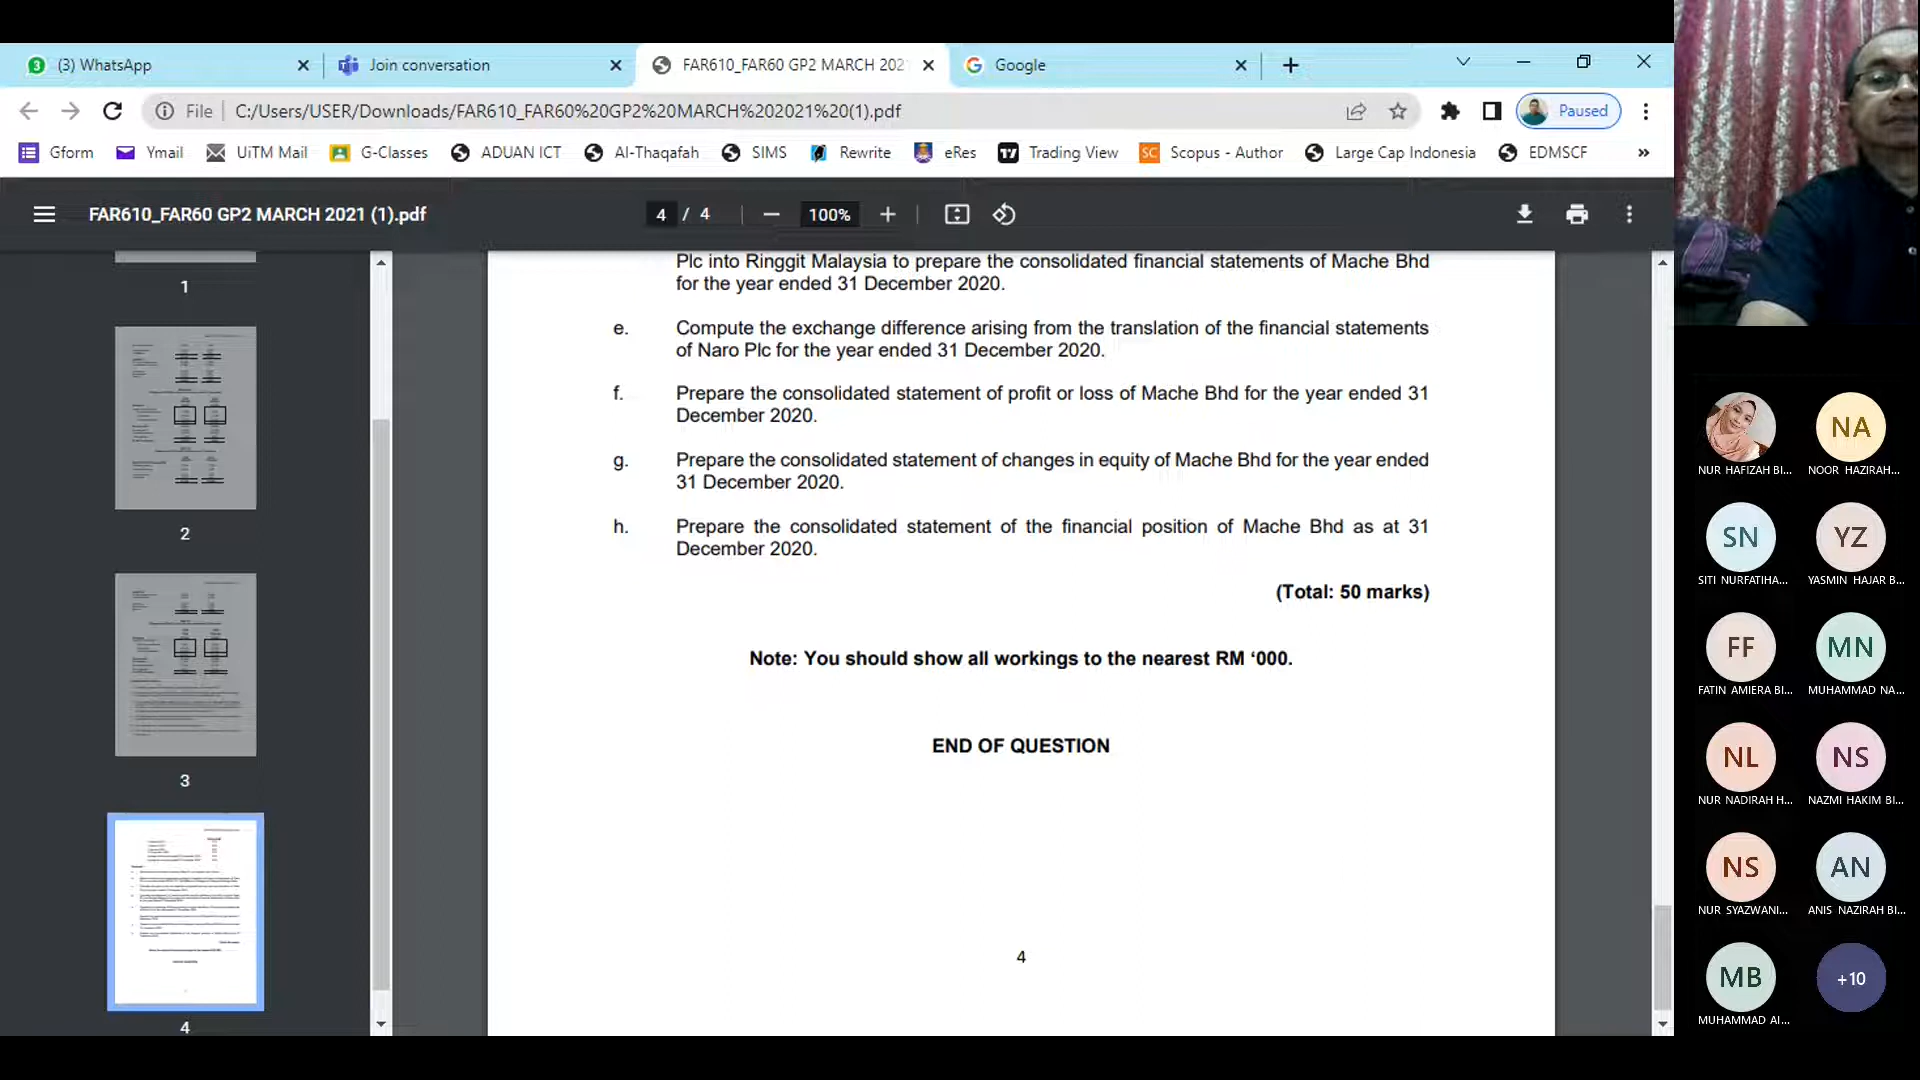 3
(3) WhatsApp
Join conversation
FAR610_FAR60 GP2 MARCH 202
Google
File
C:/Users/USER/Downloads/FAR610_FAR60%20GP2%20MARCH%202021%20(1).pdf
Paused
Gform
Ymail
UiTM Mail
G-Classes
ADUAN ICT
Al-Thaqafah
SIMS
Rewrite
eRes
Trading View
SC
Scopus - Author
Large Cap Indonesia
EDMSCF
»
FAR610_FAR60 GP2 MARCH 2021 (1).pdf
4 / 4
100%
1
2
3
4
Plc into Ringgit Malaysia to prepare the consolidated financial statements of Mache Bhd
for the year ended 31 December 2020.
e. Compute the exchange difference arising from the translation of the financial statements
of Naro Plc for the year ended 31 December 2020.
f. Prepare the consolidated statement of profit or loss of Mache Bhd for the year ended 31
December 2020.
g. Prepare the consolidated statement of changes in equity of Mache Bhd for the year ended
31 December 2020.
h. Prepare the consolidated statement of the financial position of Mache Bhd as at 31
December 2020.
(Total: 50 marks)
Note: You should show all workings to the nearest RM ‘000.
END OF QUESTION
4
NUR HAFIZAH BI...
NA
NOOR HAZIRAH...
SN
SITI NURFATIHA...
YZ
YASMIN HAJAR B...
FF
FATIN AMIERA BI...
MN
MUHAMMAD NA...
NL
NUR NADIRAH H...
NS
NAZMI HAKIM BI...
NS
NUR SYAZWANI...
AN
ANIS NAZIRAH BI...
MB
MUHAMMAD AI...
+10